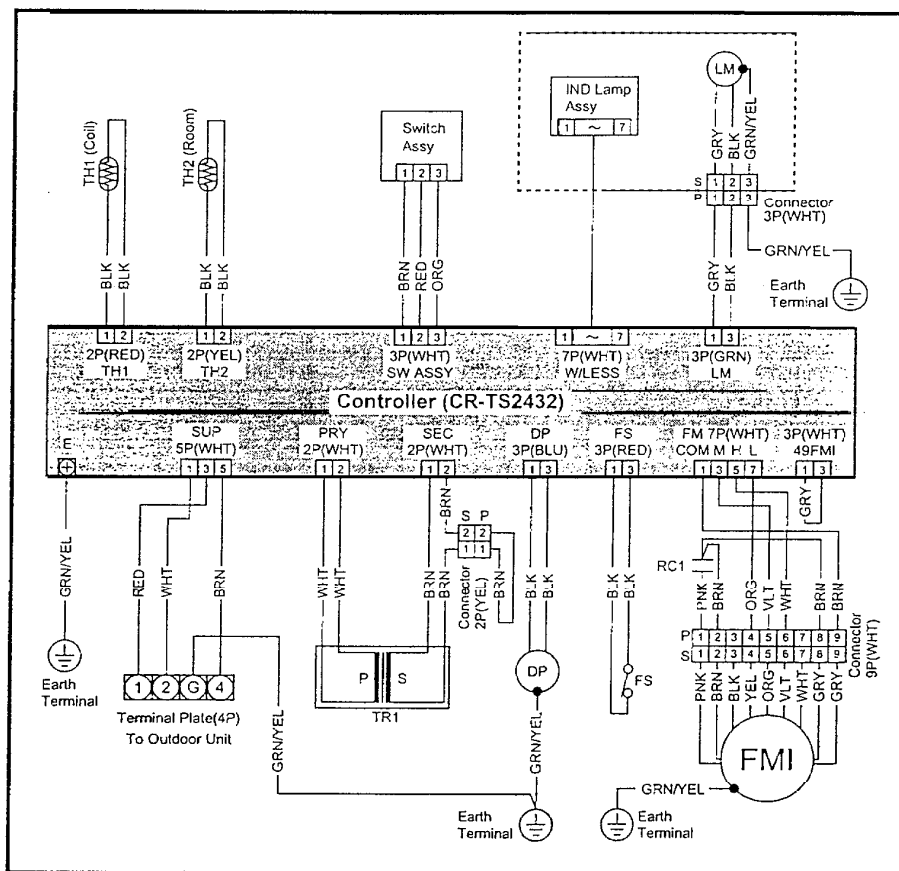 LM
IND Lamp
Assy
1 ~ 7
Switch
Assy
1 2 3
TH1 (Coil)
TH2 (Room)
GRY
BLK
GRN/YEL
S 1 2 3
P 1 2 3
Connector
3P(WHT)
GRN/YEL
Earth
Terminal
BLK
BLK
BLK
BLK
BRN
RED
ORG
GRY
BLK
1 2
2P(RED)
TH1
1 2
2P(YEL)
TH2
1 2 3
3P(WHT)
SW ASSY
1 ~ 7
7P(WHT)
W/LESS
1 3
3P(GRN)
LM
Controller (CR-TS2432)
E
SUP
5P(WHT)
1 3 5
PRY
2P(WHT)
1 2
SEC
2P(WHT)
1 2
DP
3P(BLU)
1 3
FS
3P(RED)
1 3
FM 7P(WHT)
COM M H L
1 3 5 7
3P(WHT)
49FMI
1 3
GRY
GRN/YEL
RED
WHT
BRN
WHT
WHT
BRN
BRN
BRN
S P
2 2
1 1
Connector
2P(YEL)
BRN
BLK
BLK
BLK
BLK
RC1
PNK
BRN
ORG
VLT
WHT
BRN
BRN
P 1 2 3 4 5 6 7 8 9
S 1 2 3 4 5 6 7 8 9
Connector
9P(WHT)
PNK
BRN
BLK
YEL
ORG
VLT
WHT
GRY
GRY
Earth
Terminal
1 2 G 4
Terminal Plate(4P)
To Outdoor Unit
GRN/YEL
P S
TR1
DP
GRN/YEL
FS
FMI
GRN/YEL
Earth
Terminal
Earth
Terminal